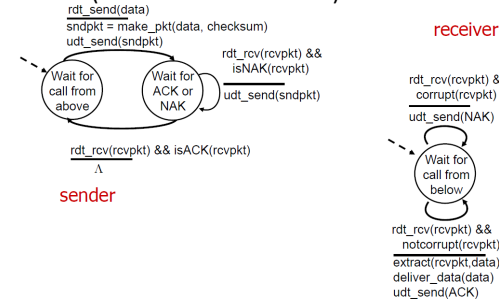 rdt_send(data)
sndpkt = make_pkt(data, checksum)
udt_send(sndpkt)
Wait for
call from
above
Wait for
ACK or
NAK
rdt_rcv(rcvpkt) &&
isNAK(rcvpkt)
udt_send(sndpkt)
rdt_rcv(rcvpkt) && isACK(rcvpkt)
Λ
sender
receiver
rdt_rcv(rcvpkt) &
corrupt(rcvpkt)
udt_send(NAK)
Wait for
call from
below
rdt_rcv(rcvpkt) &&
notcorrupt(rcvpkt)
extract(rcvpkt,data)
deliver_data(data)
udt_send(ACK)